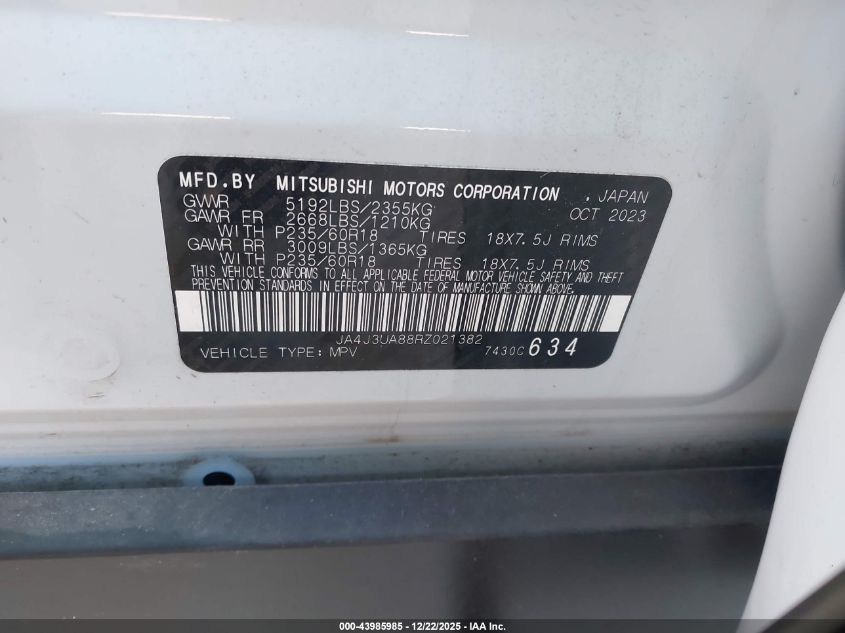 MFD.BY MITSUBISHI MOTORS CORPORATION , JAPAN
GVWR 5192LBS/2355KG OCT 2023
GAWR FR 2668LBS/1210KG
WITH P235/60R18 TIRES 18X7.5J RIMS
GAWR RR 3009LBS/1365KG
WITH P235/60R18 TIRES 18X7.5J RIMS
THIS VEHICLE CONFORMS TO ALL APPLICABLE FEDERAL MOTOR VEHICLE SAFETY AND THEFT
PREVENTION STANDARDS IN EFFECT ON THE DATE OF MANUFACTURE SHOWN ABOVE.
JA4J3UA88RZ021382
VEHICLE TYPE: MPV 7430C 634
000-43985985 - 12/22/2025 - IAA Inc.